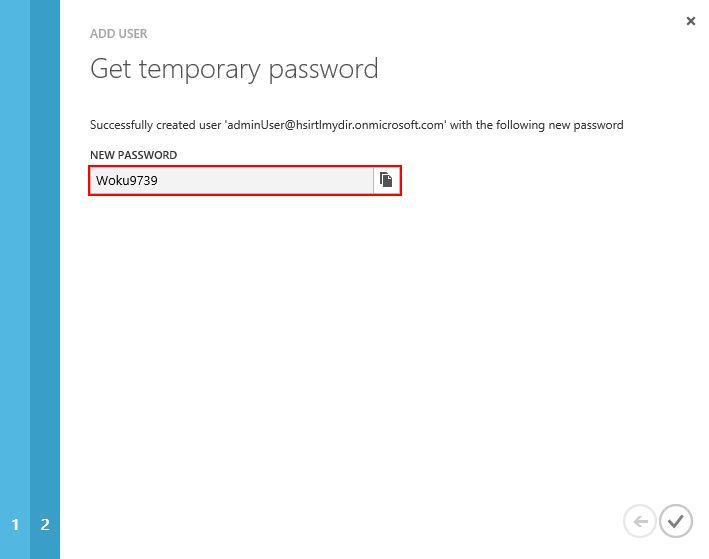 ADD USER
Get temporary password
Successfully created user 'adminUser@hsirtlmydir.onmicrosoft.com' with the following new password
NEW PASSWORD
Woku9739
1 2